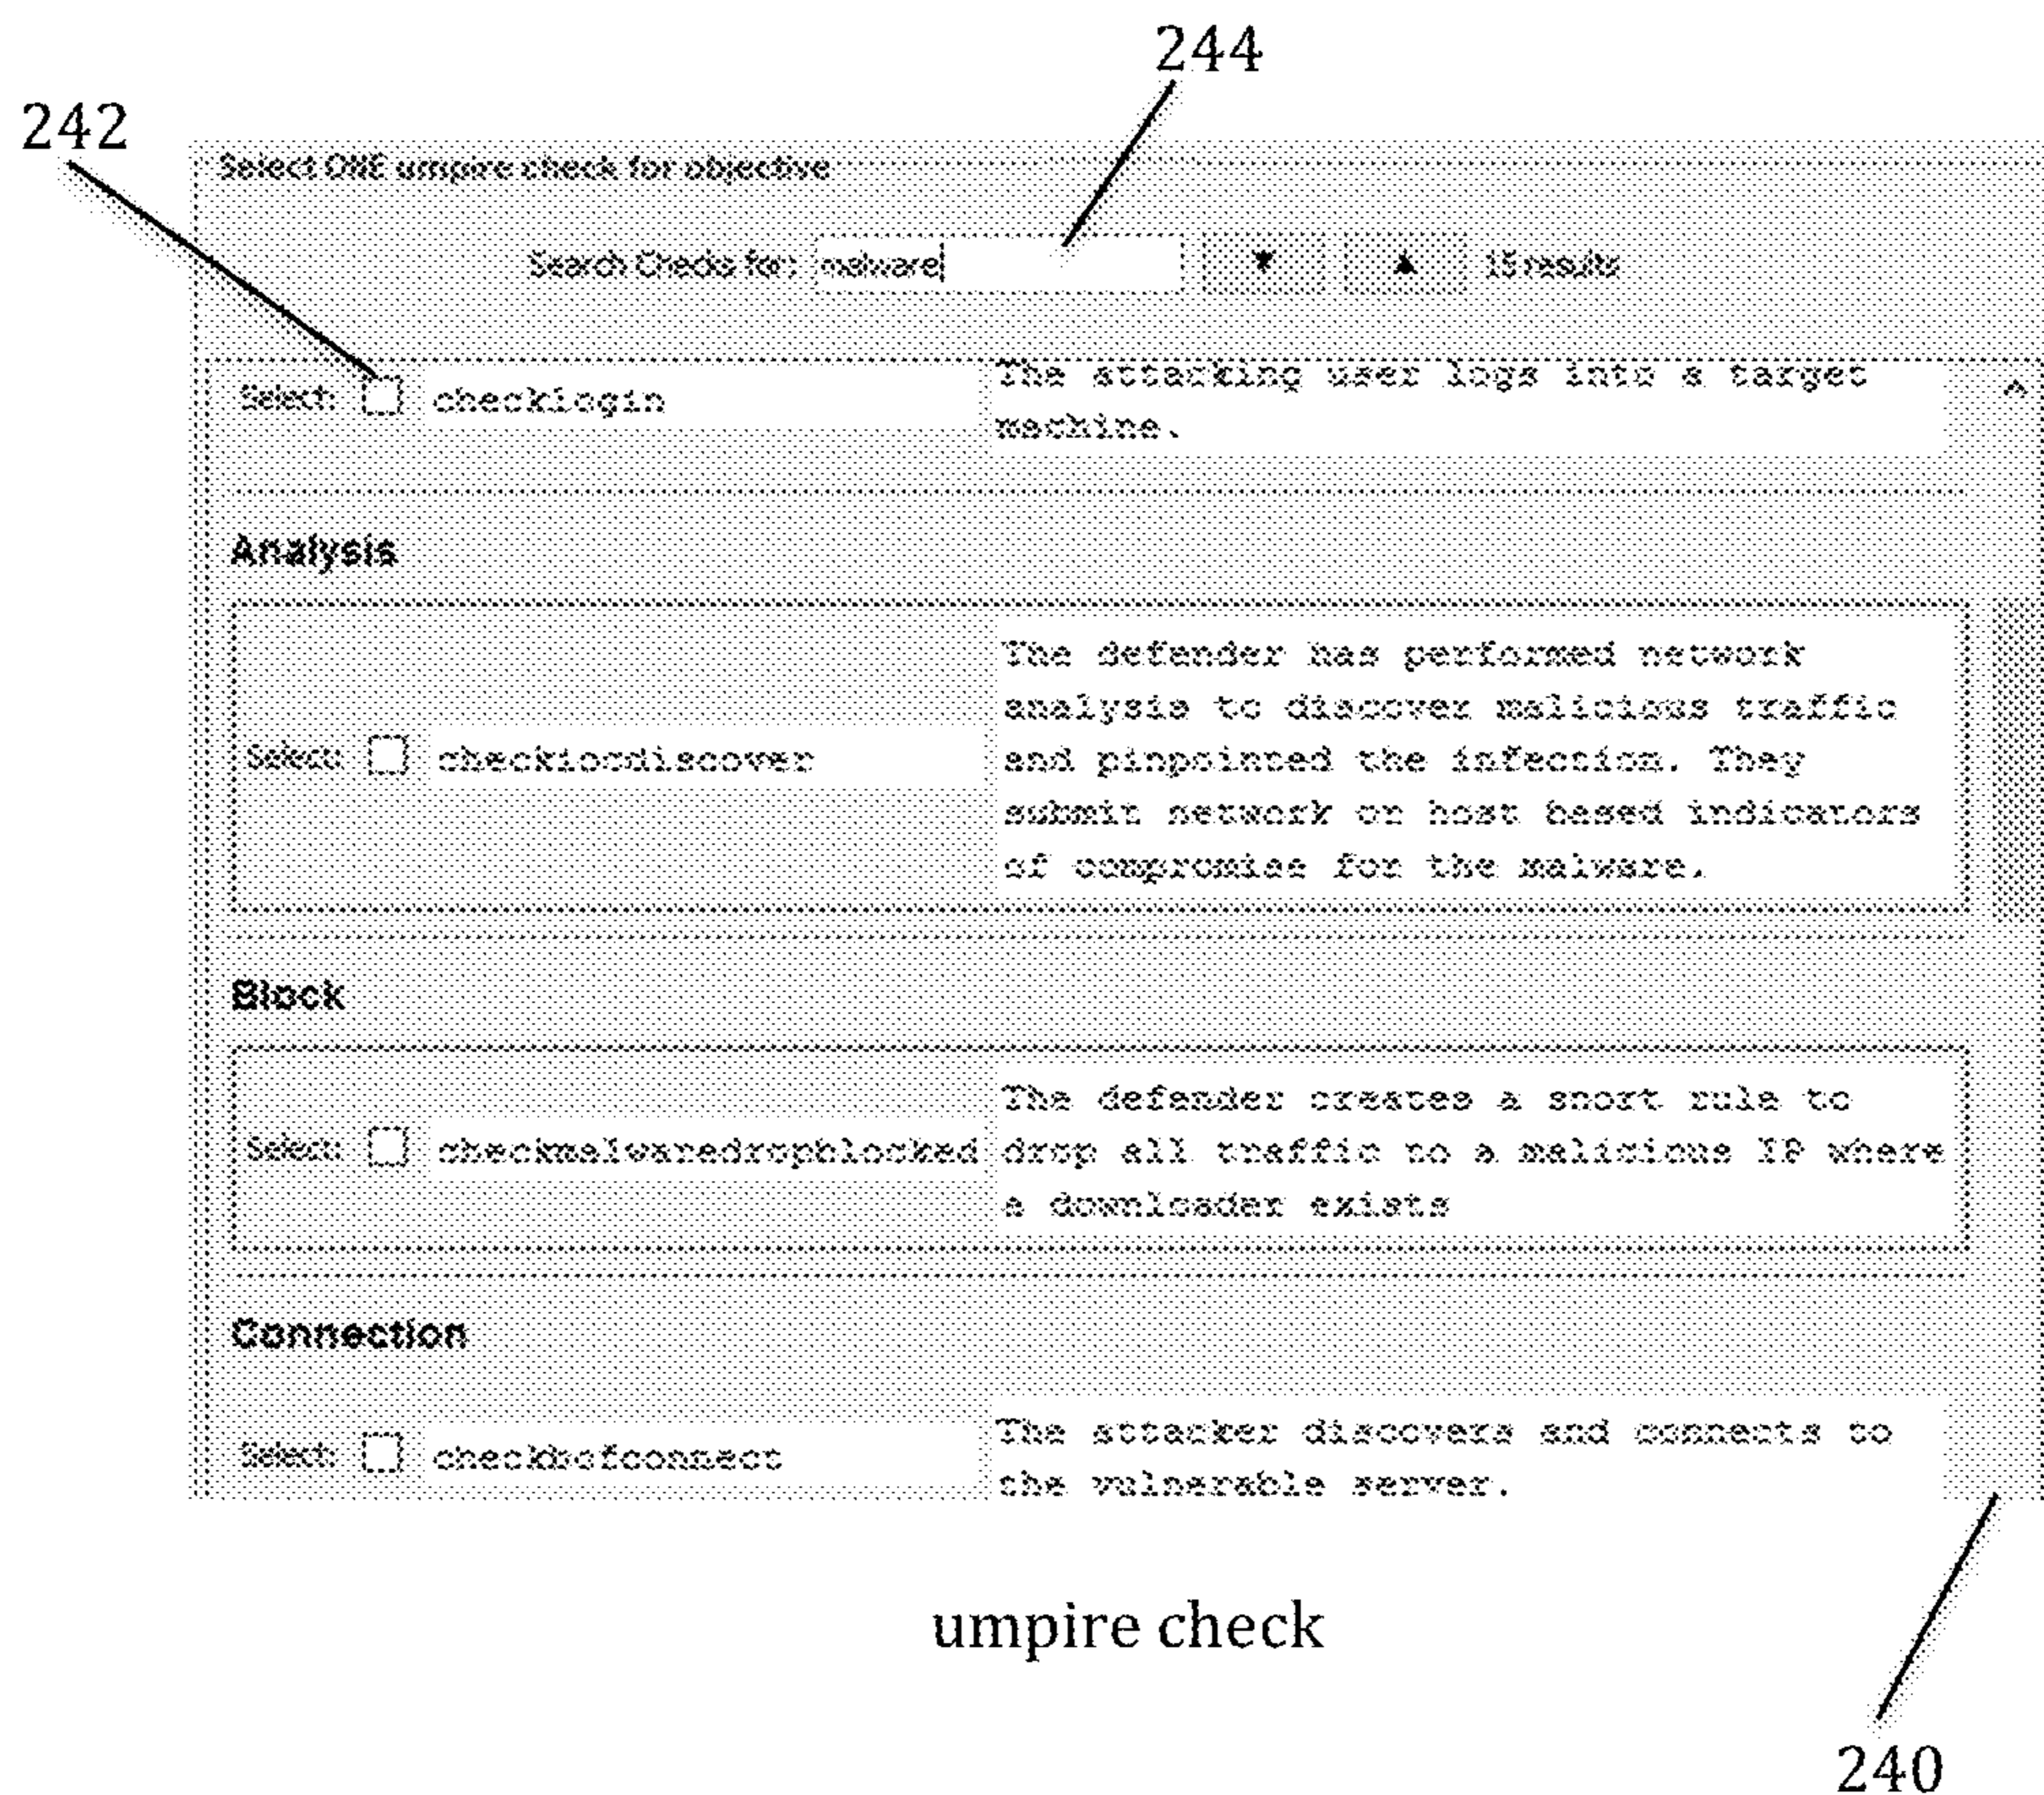 244
242
Select ONE umpire check for objective
Search Checks for: malware ▼ ▲ 15 results
Select: checklogin
The attacking user logs into a target
machine.
Analysis
Select: checkiocdiscover
The defender has performed network
analysis to discover malicious traffic
and pinpointed the infection. They
submit network or host based indicators
of compromise for the malware.
Block
Select: checkmalwaredropblocked
The defender creates a snort rule to
drop all traffic to a malicious IP where
a downloader exists
Connection
Select: checkbofconnect
The attacker discovers and connects to
the vulnerable server.
umpire check
240